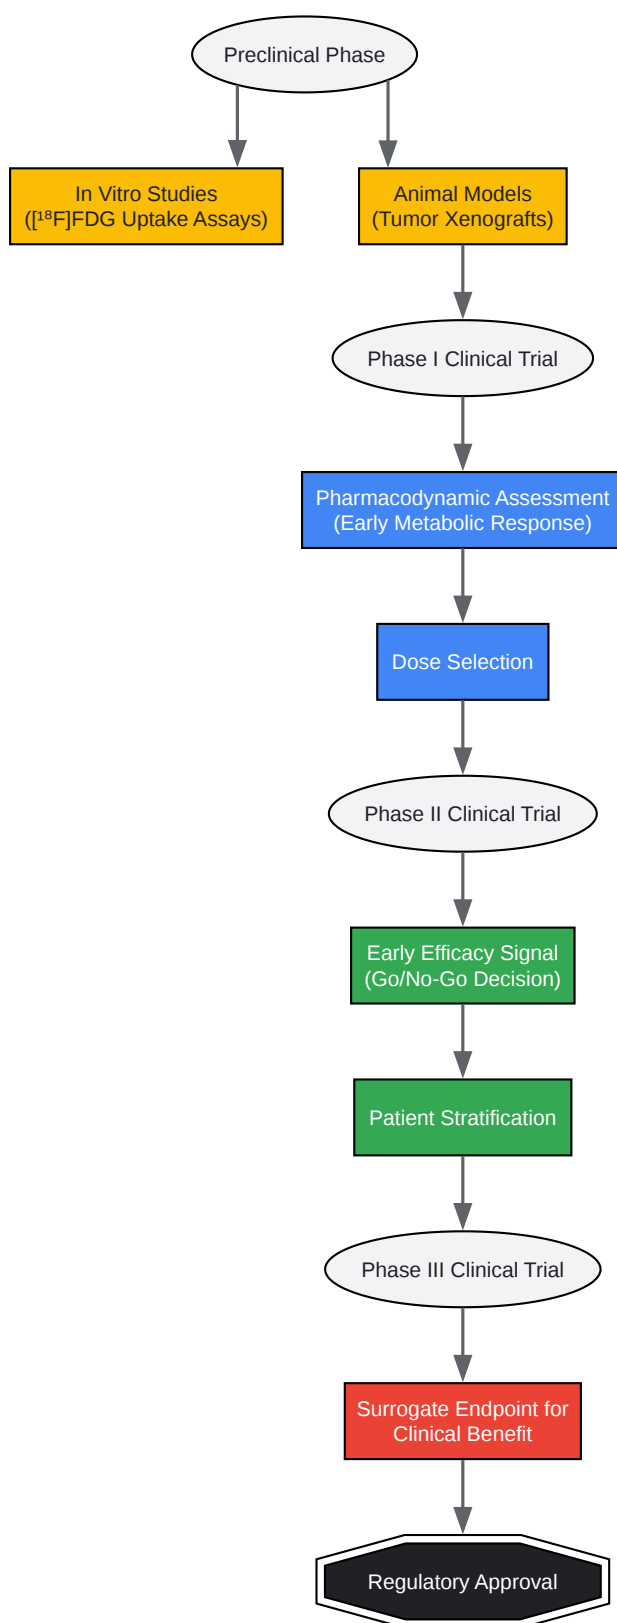 Preclinical Phase
In Vitro Studies
([¹⁸F]FDG Uptake Assays)
Animal Models
(Tumor Xenografts)
Phase I Clinical Trial
Pharmacodynamic Assessment
(Early Metabolic Response)
Dose Selection
Phase II Clinical Trial
Early Efficacy Signal
(Go/No-Go Decision)
Patient Stratification
Phase III Clinical Trial
Surrogate Endpoint for
Clinical Benefit
Regulatory Approval